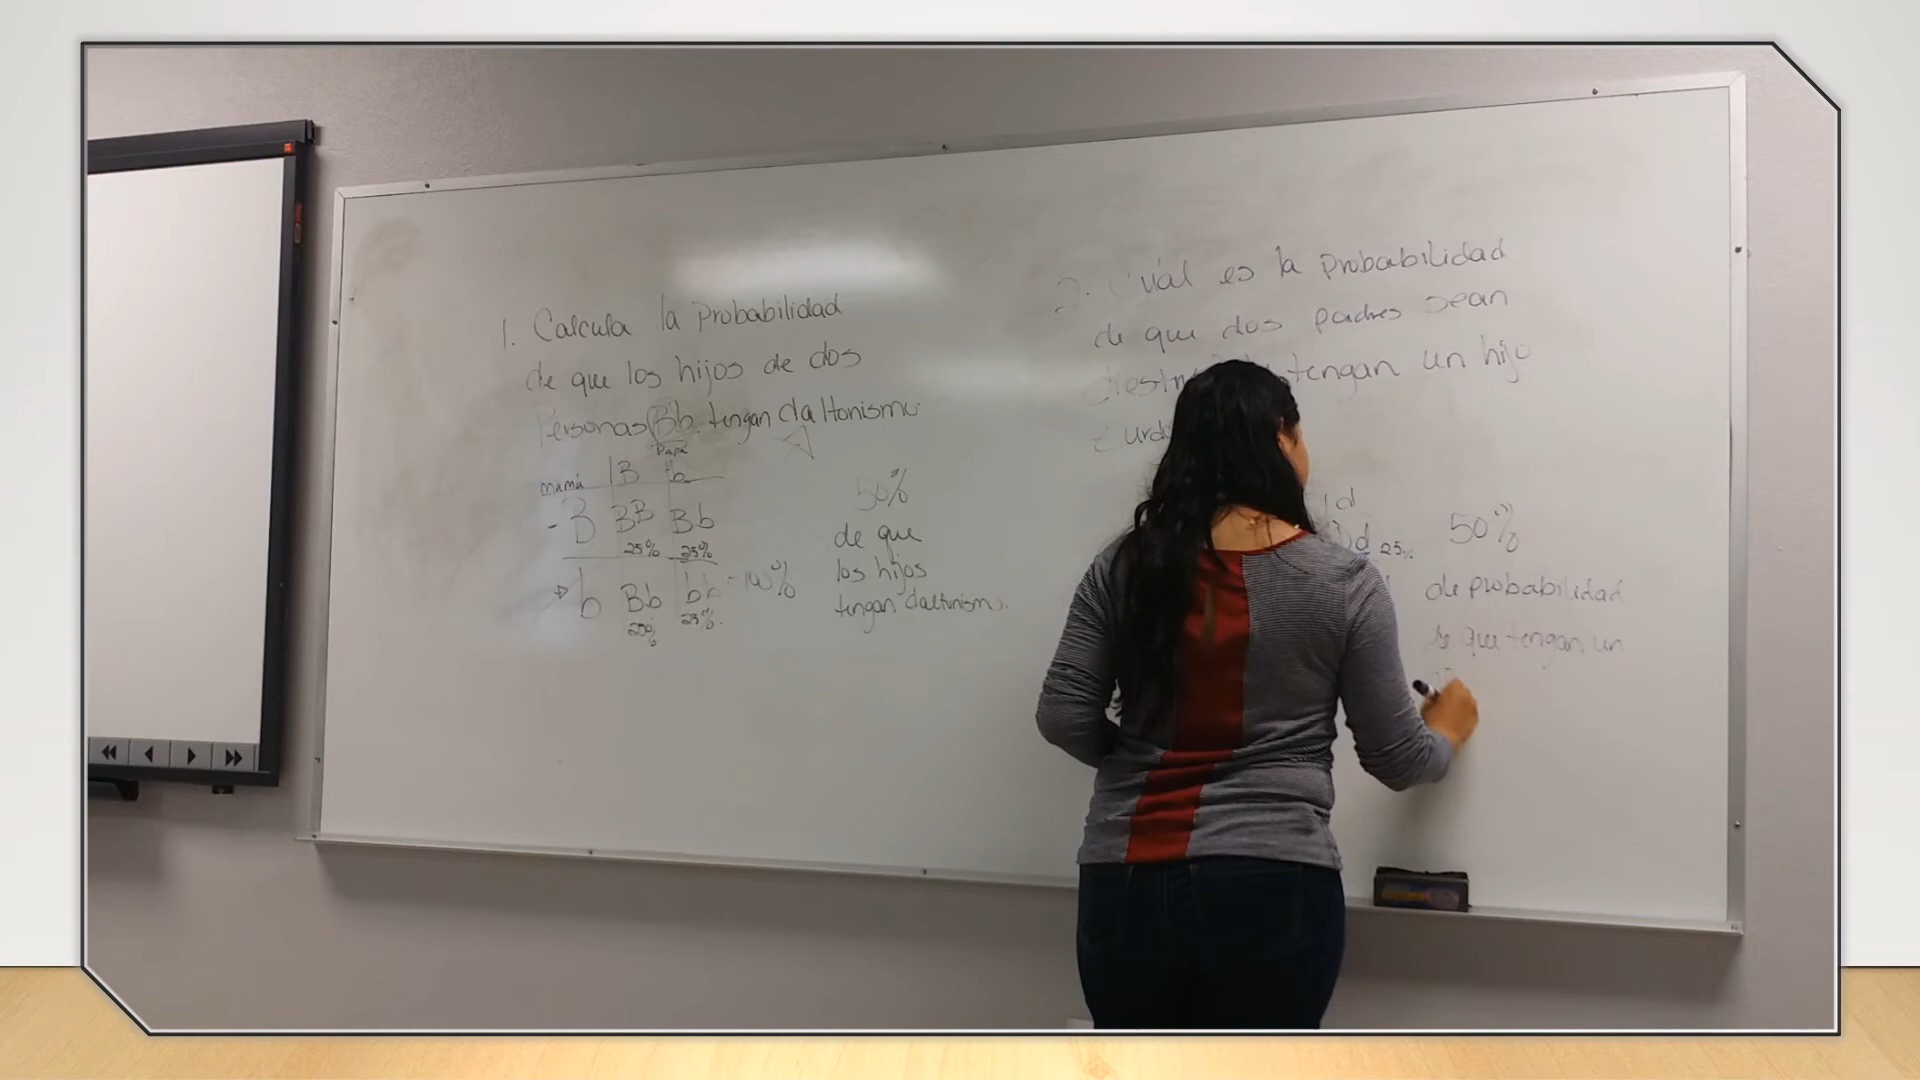 1. Calcula la probabilidad
de que los hijos de dos
Personas Bb tengan daltonismo.
Papá
mamá B b
- B BB Bb
25% 25%
b Bb bb = 100%
25% 25%.
50%
de que
los hijos
tengan daltonismo.
2. Cuál es la probabilidad
de que dos padres sean
tengan un hijo
d
Dd 25%
50%
de probabilidad
de que tengan un